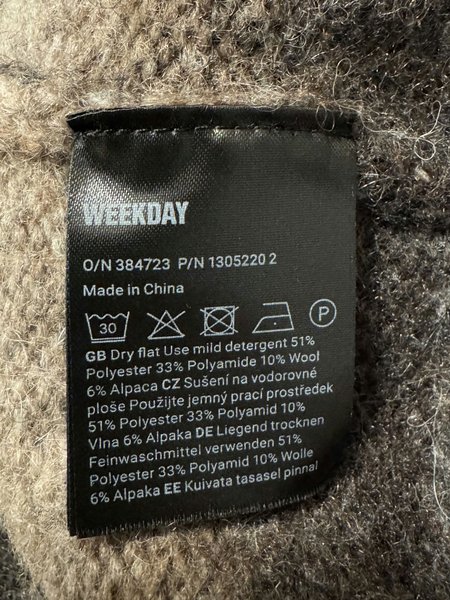 WEEKDAY
O/N 384723 P/N 1305220 2
Made in China
30 P
GB Dry flat Use mild detergent 51%
Polyester 33% Polyamide 10% Wool
6% Alpaca CZ Sušení na vodorovné
ploše Použijte jemný prací prostředek
51% Polyester 33% Polyamid 10%
Vlna 6% Alpaka DE Liegend trocknen
Feinwaschmittel verwenden 51%
Polyester 33% Polyamid 10% Wolle
6% Alpaka EE Kuivata tasasel pinnal